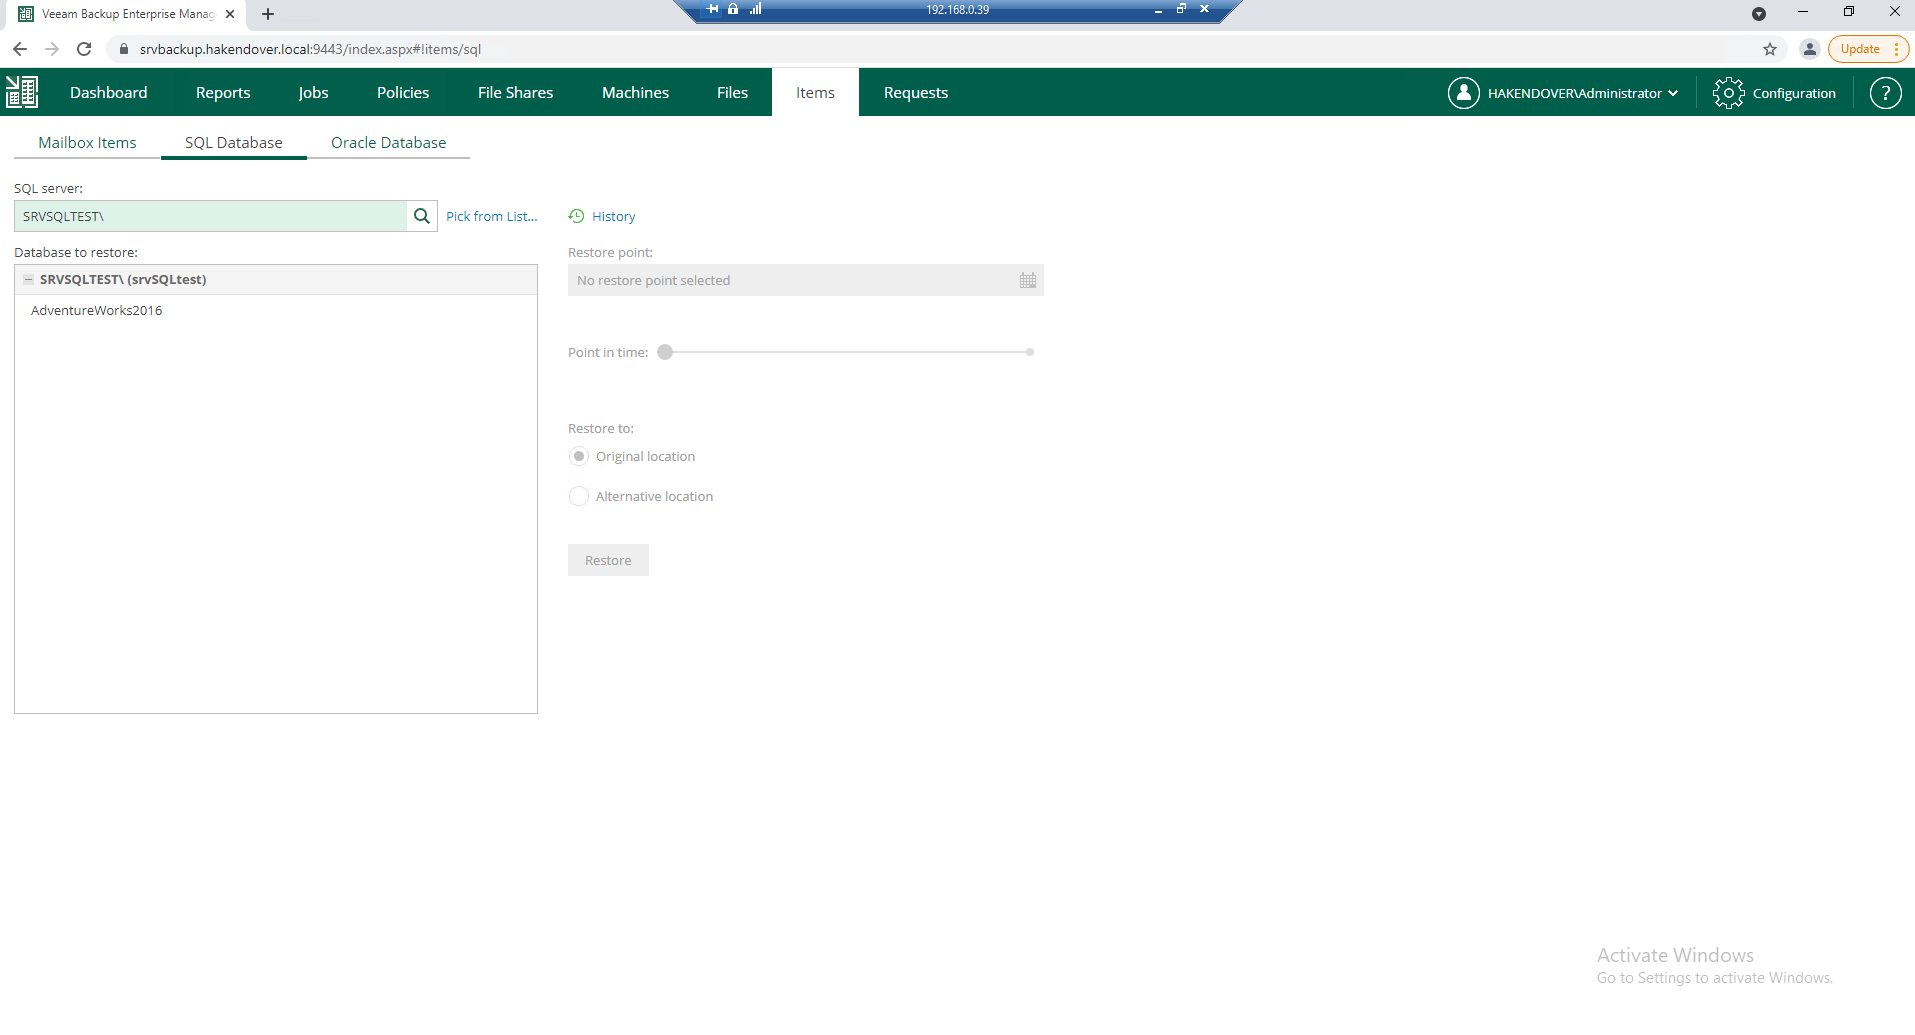 Veeam Backup Enterprise Manag
192.168.0.39
srvbackup.hakendover.local:9443/index.aspx#!items/sql
Update
Dashboard Reports Jobs Policies File Shares Machines Files Items Requests
HAKENDOVER\Administrator Configuration ?
Mailbox Items SQL Database Oracle Database
SQL server:
SRVSQLTEST\ Pick from List... History
Database to restore: Restore point:
SRVSQLTEST\ (srvSQLtest) No restore point selected
AdventureWorks2016
Point in time:
Restore to:
Original location
Alternative location
Restore
Activate Windows
Go to Settings to activate Windows.